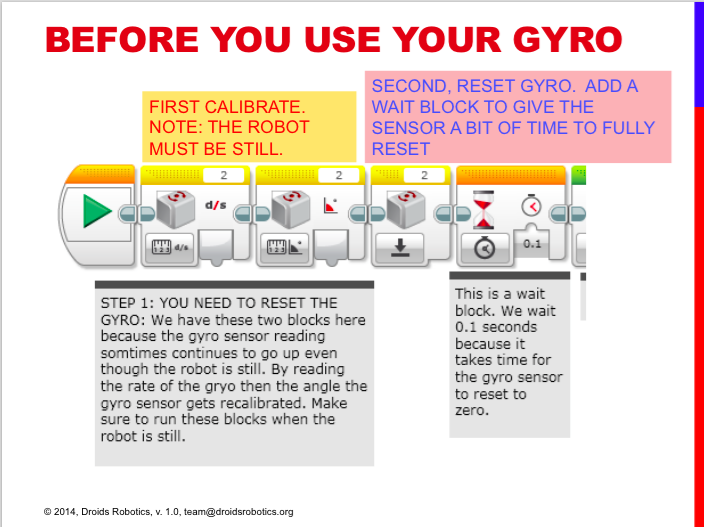 BEFORE YOU USE YOUR GYRO
FIRST CALIBRATE.
NOTE: THE ROBOT
MUST BE STILL.
SECOND, RESET GYRO. ADD A
WAIT BLOCK TO GIVE THE
SENSOR A BIT OF TIME TO FULLY
RESET
2
2
2
d/s
1 2 3 d/s
1 2 3
0.1
STEP 1: YOU NEED TO RESET THE
GYRO: We have these two blocks here
because the gyro sensor reading
somtimes continues to go up even
though the robot is still. By reading
the rate of the gryo then the angle the
gyro sensor gets recalibrated. Make
sure to run these blocks when the
robot is still.
This is a wait
block. We wait
0.1 seconds
because it
takes time for
the gyro sensor
to reset to
zero.
© 2014, Droids Robotics, v. 1.0, team@droidsrobotics.org